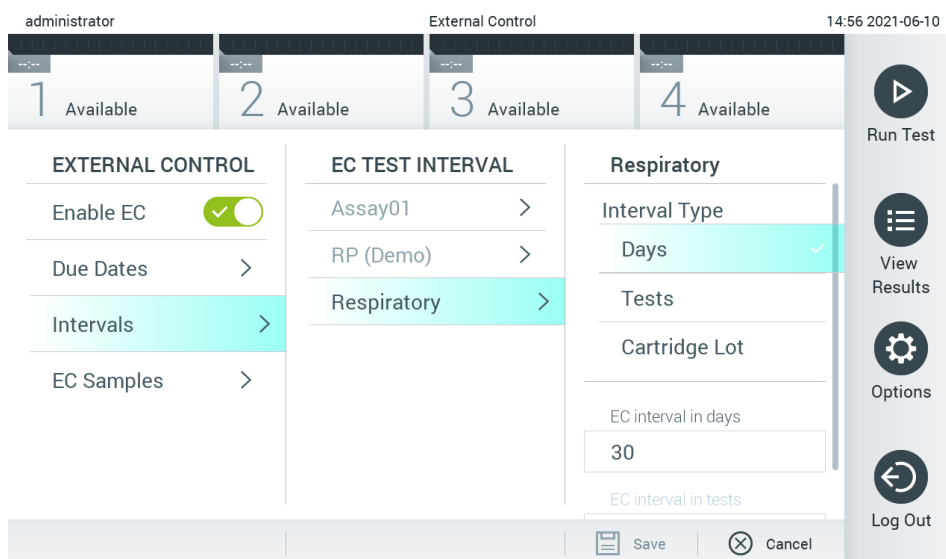 administrator External Control 14:56 2021-06-10
--:-- --:-- --:-- --:--
1 Available 2 Available 3 Available 4 Available
Run Test
EXTERNAL CONTROL
Enable EC
Due Dates
Intervals
EC Samples
EC TEST INTERVAL
Assay01
RP (Demo)
Respiratory
Respiratory
Interval Type
Days
Tests
Cartridge Lot
EC interval in days
30
EC interval in tests
View
Results
Options
Log Out
Save Cancel